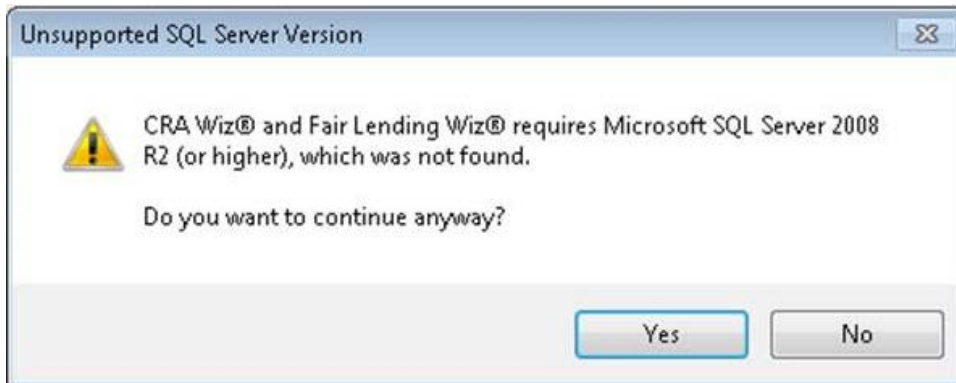 Unsupported SQL Server Version
CRA Wiz® and Fair Lending Wiz® requires Microsoft SQL Server 2008
R2 (or higher), which was not found.
Do you want to continue anyway?
Yes
No